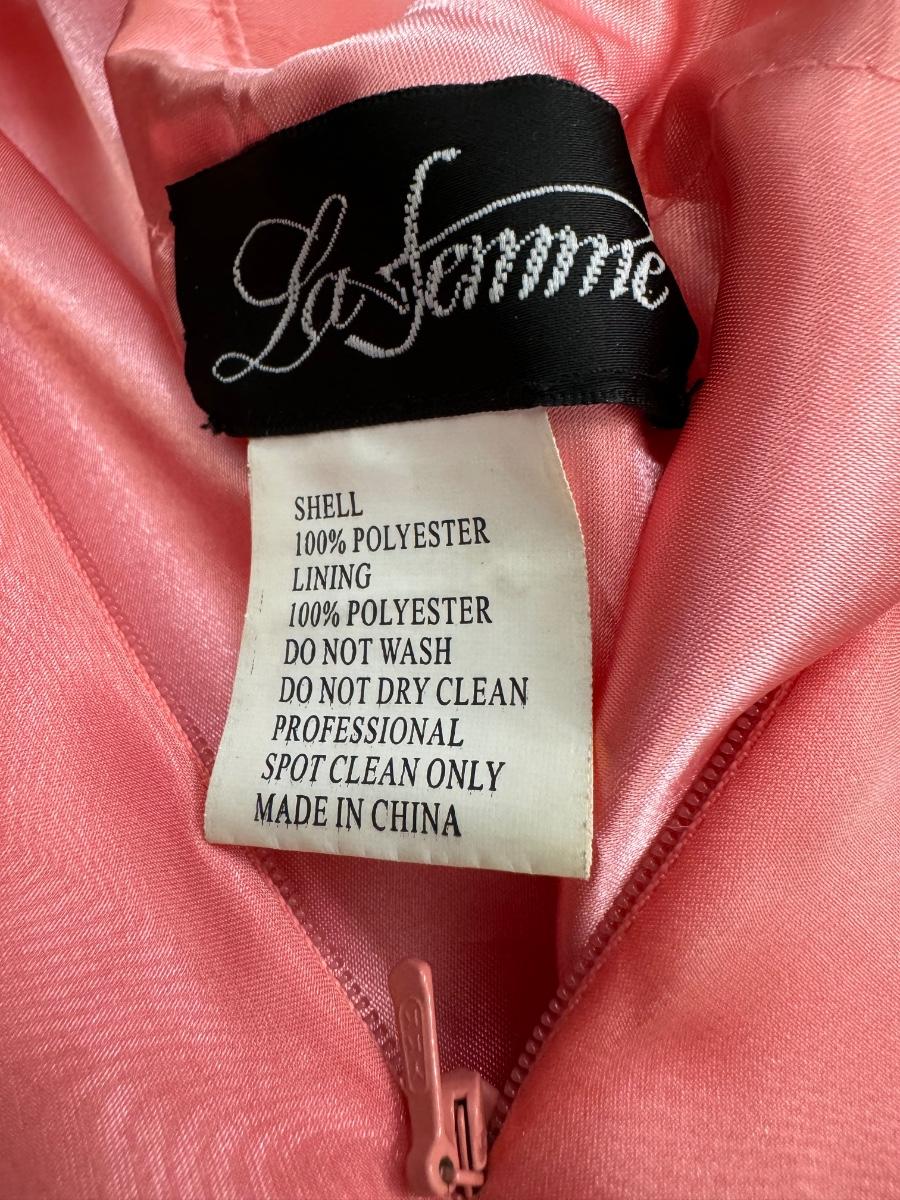 La Femme
SHELL
100% POLYESTER
LINING
100% POLYESTER
DO NOT WASH
DO NOT DRY CLEAN
PROFESSIONAL
SPOT CLEAN ONLY
MADE IN CHINA